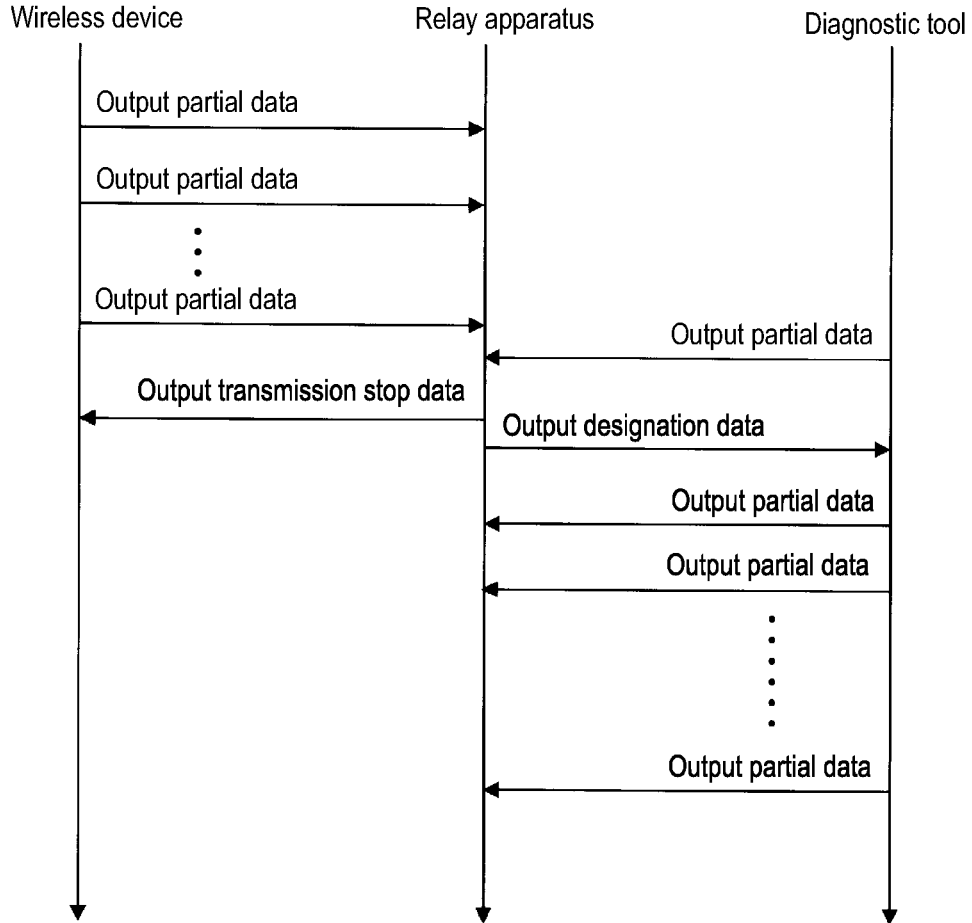 Wireless device
Relay apparatus
Diagnostic tool
Output partial data
Output partial data
Output partial data
Output partial data
Output transmission stop data
Output designation data
Output partial data
Output partial data
Output partial data